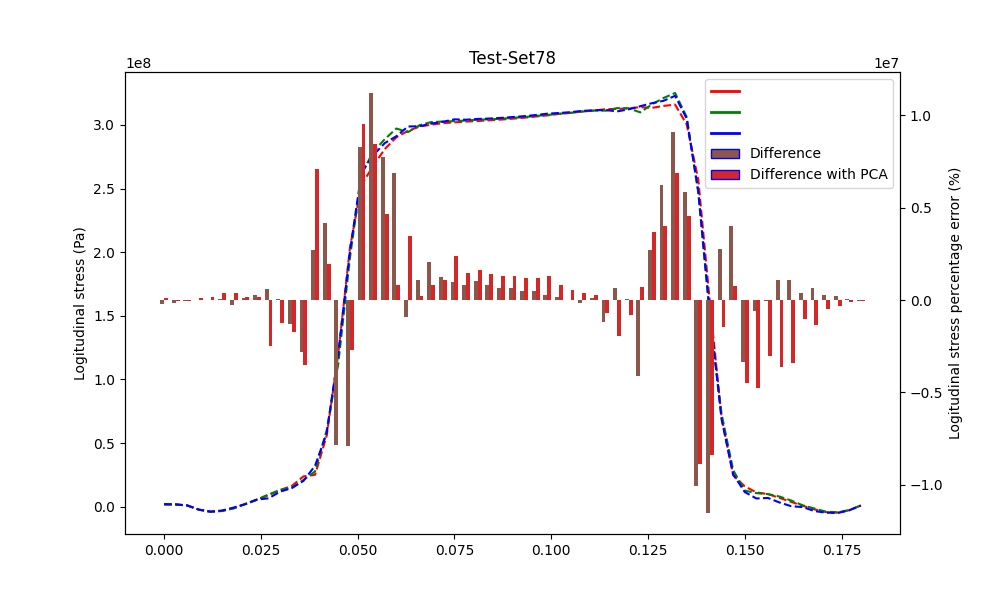 Test-Set78
1e8
1e7
Difference
Difference with PCA
3.0
2.5
2.0
1.5
1.0
0.5
0.0
1.0
0.5
0.0
−0.5
−1.0
Logitudinal stress (Pa)
Logitudinal stress percentage error (%)
0.000
0.025
0.050
0.075
0.100
0.125
0.150
0.175